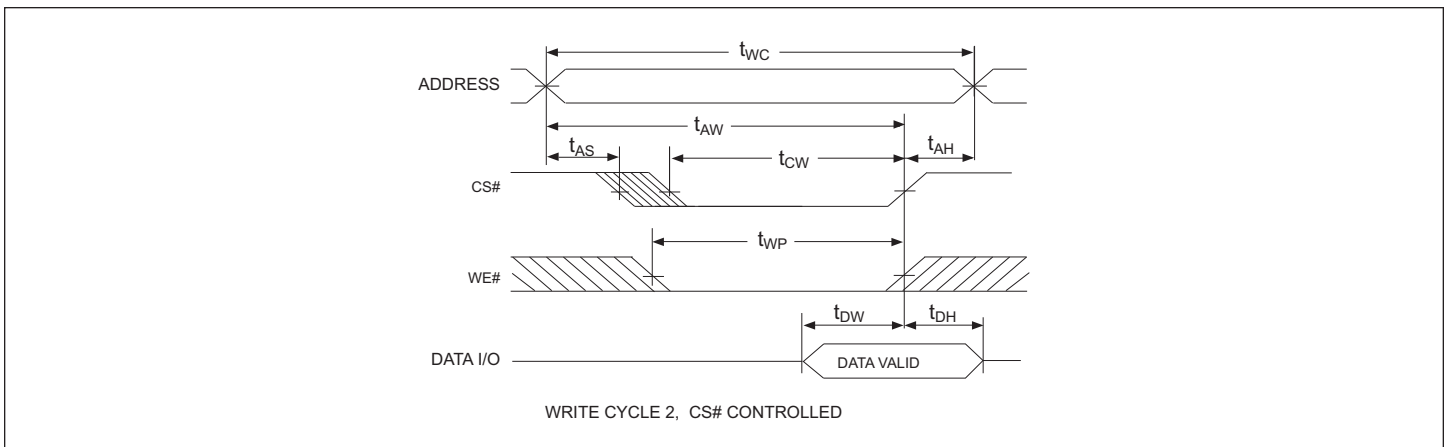 tWC
ADDRESS
tAW
tAS
tCW
tAH
CS#
tWP
WE#
tDW
tDH
DATA I/O
DATA VALID
WRITE CYCLE 2, CS# CONTROLLED